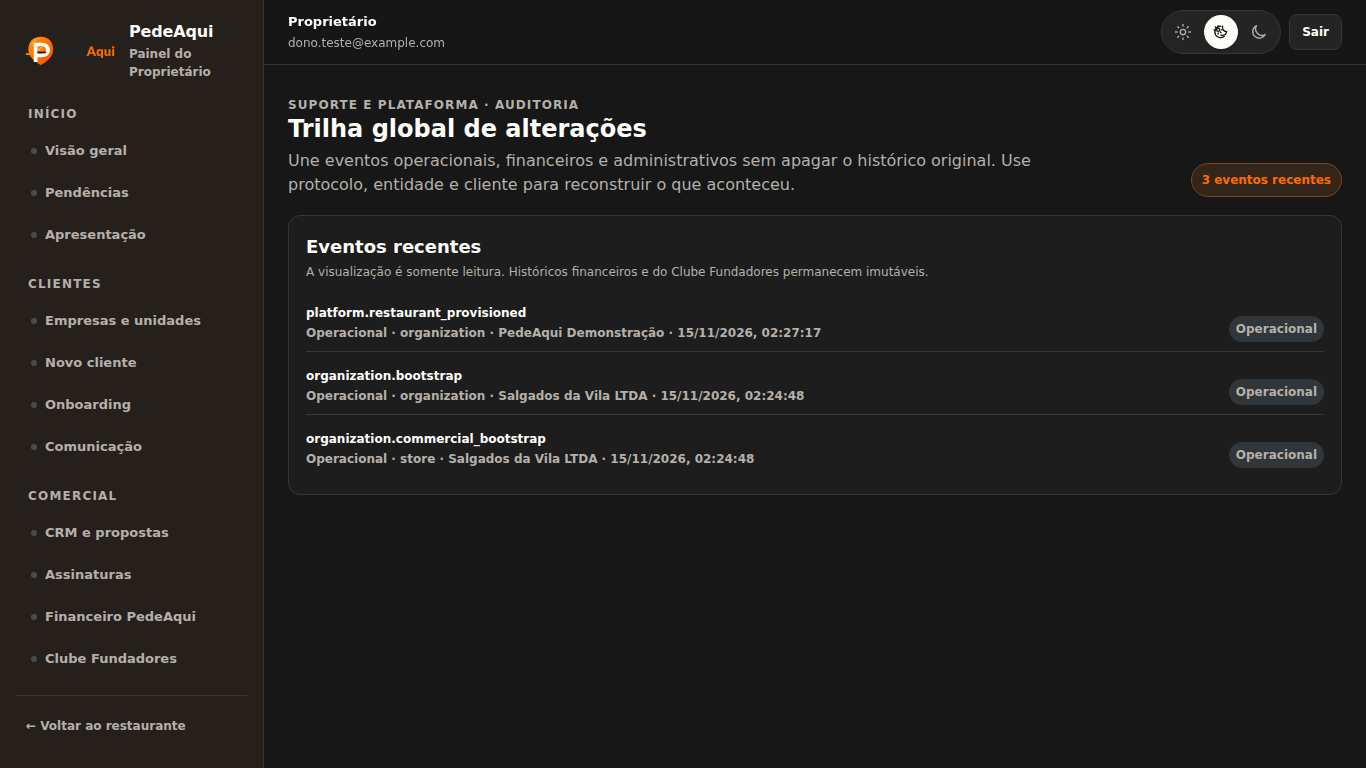 P
Aqui
PedeAqui
Painel do
Proprietário
INÍCIO
Visão geral
Pendências
Apresentação
CLIENTES
Empresas e unidades
Novo cliente
Onboarding
Comunicação
COMERCIAL
CRM e propostas
Assinaturas
Financeiro PedeAqui
Clube Fundadores
← Voltar ao restaurante
Proprietário
dono.teste@example.com
Sair
SUPORTE E PLATAFORMA · AUDITORIA
Trilha global de alterações
Une eventos operacionais, financeiros e administrativos sem apagar o histórico original. Use
protocolo, entidade e cliente para reconstruir o que aconteceu.
3 eventos recentes
Eventos recentes
A visualização é somente leitura. Históricos financeiros e do Clube Fundadores permanecem imutáveis.
platform.restaurant_provisioned
Operacional · organization · PedeAqui Demonstração · 15/11/2026, 02:27:17
Operacional
organization.bootstrap
Operacional · organization · Salgados da Vila LTDA · 15/11/2026, 02:24:48
Operacional
organization.commercial_bootstrap
Operacional · store · Salgados da Vila LTDA · 15/11/2026, 02:24:48
Operacional